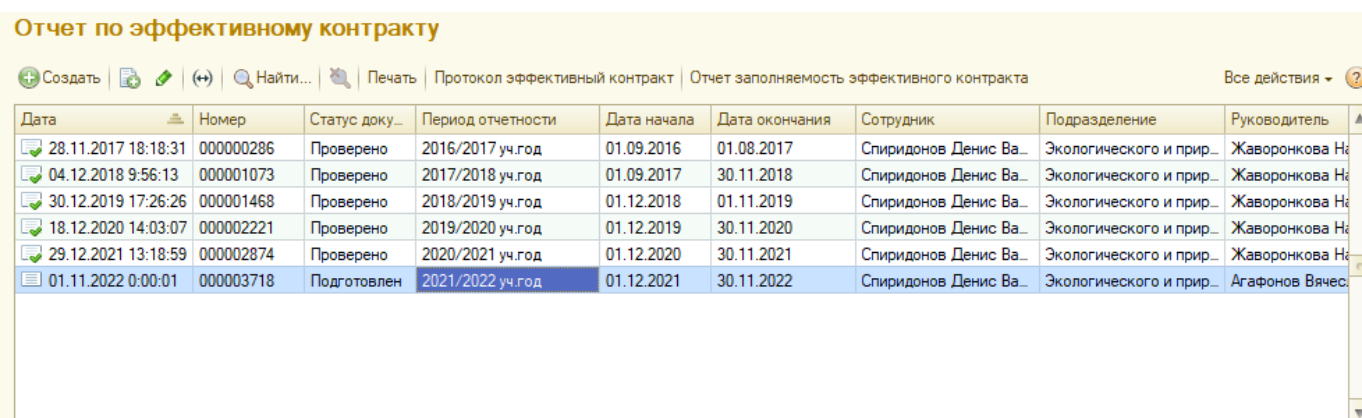 Отчет по эффективному контракту
Создать Найти... Печать Протокол эффективный контракт Отчет заполняемость эффективного контракта Все действия
Дата Номер Статус доку... Период отчетности Дата начала Дата окончания Сотрудник Подразделение Руководитель
28.11.2017 18:18:31 000000286 Проверено 2016/2017 уч.год 01.09.2016 01.08.2017 Спиридонов Денис Ва... Экологического и прир... Жаворонкова На
04.12.2018 9:56:13 000001073 Проверено 2017/2018 уч.год 01.09.2017 30.11.2018 Спиридонов Денис Ва... Экологического и прир... Жаворонкова На
30.12.2019 17:26:26 000001468 Проверено 2018/2019 уч.год 01.12.2018 01.11.2019 Спиридонов Денис Ва... Экологического и прир... Жаворонкова На
18.12.2020 14:03:07 000002221 Проверено 2019/2020 уч.год 01.12.2019 30.11.2020 Спиридонов Денис Ва... Экологического и прир... Жаворонкова На
29.12.2021 13:18:59 000002874 Проверено 2020/2021 уч.год 01.12.2020 30.11.2021 Спиридонов Денис Ва... Экологического и прир... Жаворонкова На
01.11.2022 0:00:01 000003718 Подготовлен 2021/2022 уч.год 01.12.2021 30.11.2022 Спиридонов Денис Ва... Экологического и прир... Агафонов Вячес